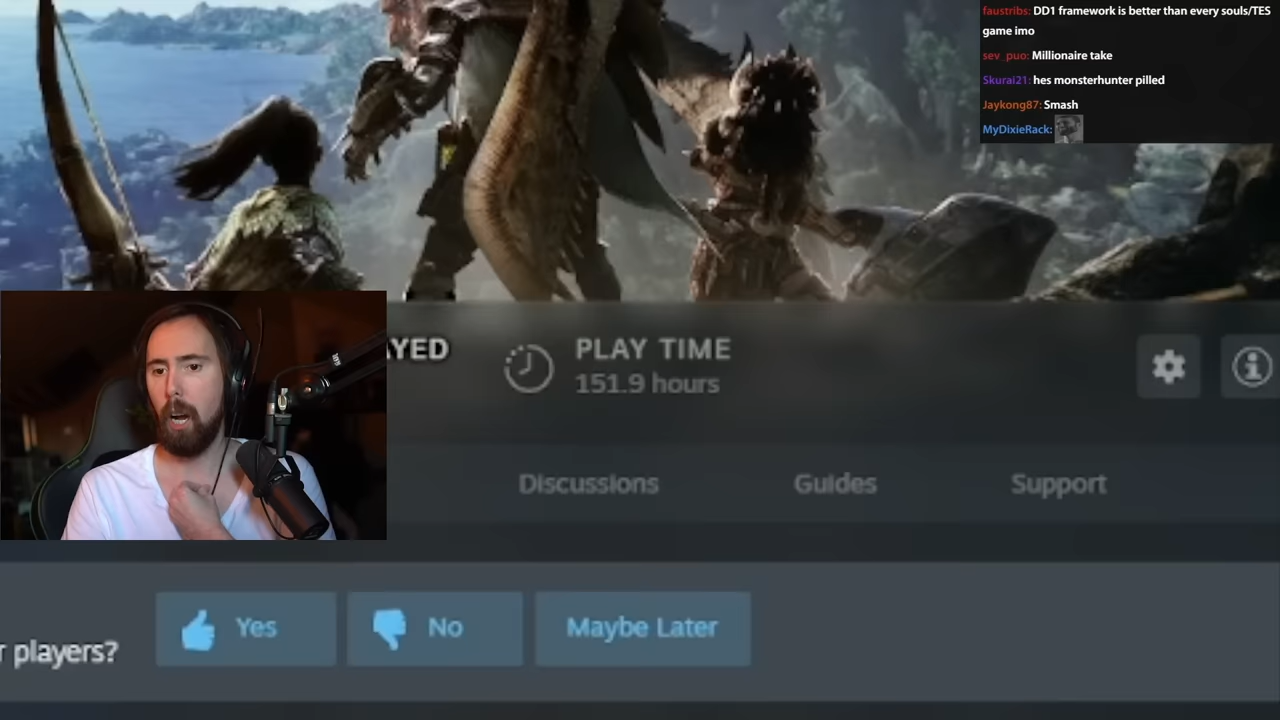 faustribs: DD1 framework is better than every souls/TES
game imo
sev_puo: Millionaire take
Skurai21: hes monsterhunter pilled
Jaykong87: Smash
MyDixieRack:
AYED
PLAY TIME
151.9 hours
Discussions Guides Support
r players? Yes No Maybe Later